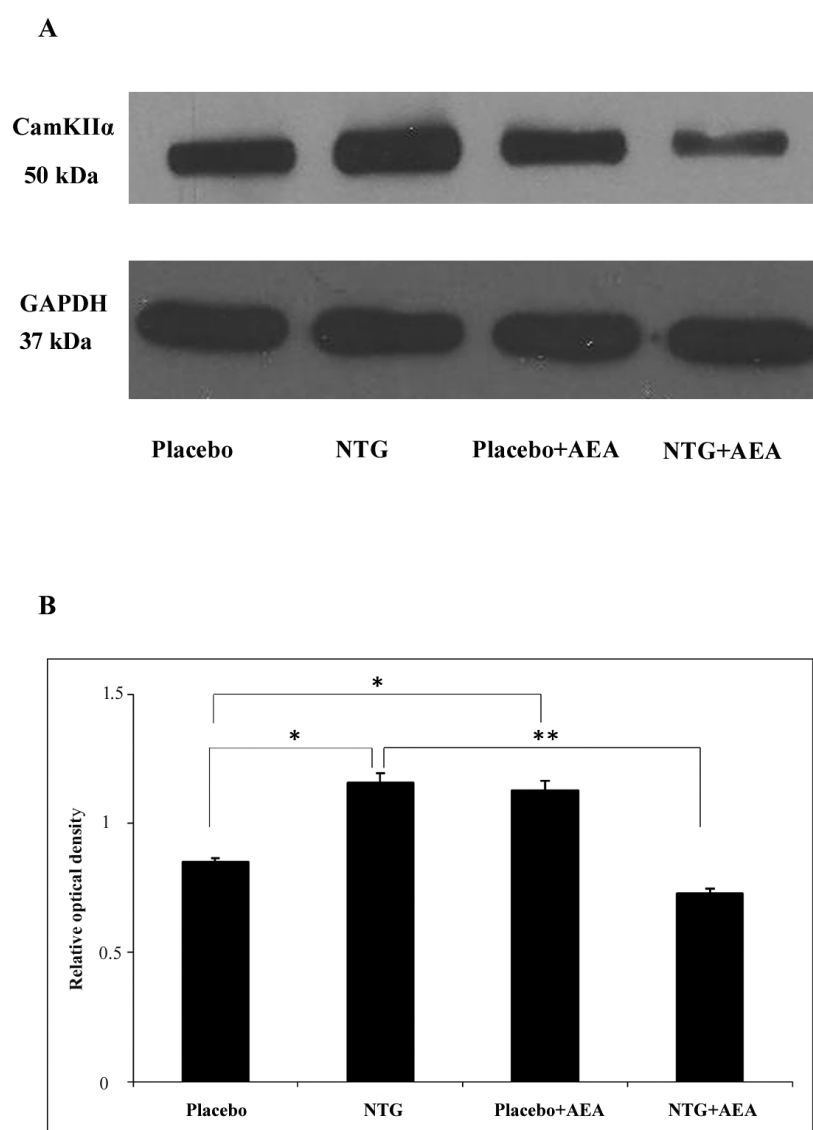 A
CamKIIα
50 kDa
GAPDH
37 kDa
Placebo NTG Placebo+AEA NTG+AEA
B
Relative optical density
1.5
1
0.5
0
*
*
**
Placebo NTG Placebo+AEA NTG+AEA